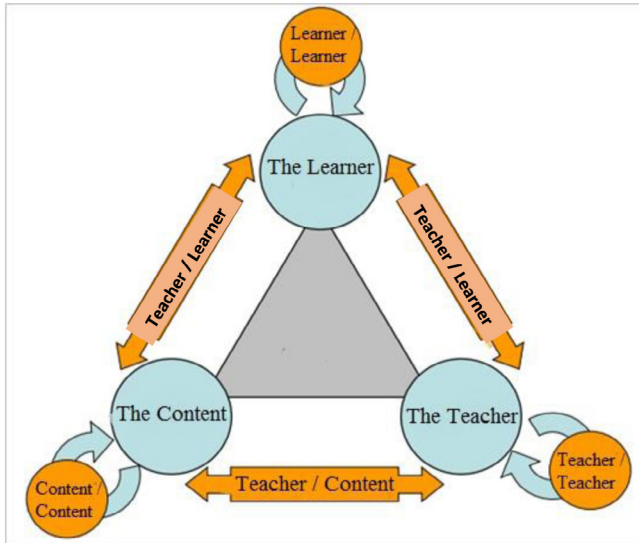 Learner /
Learner
The Learner
Teacher / Learner
Teacher / Learner
The Content
The Teacher
Teacher / Content
Content /
Content
Teacher /
Teacher